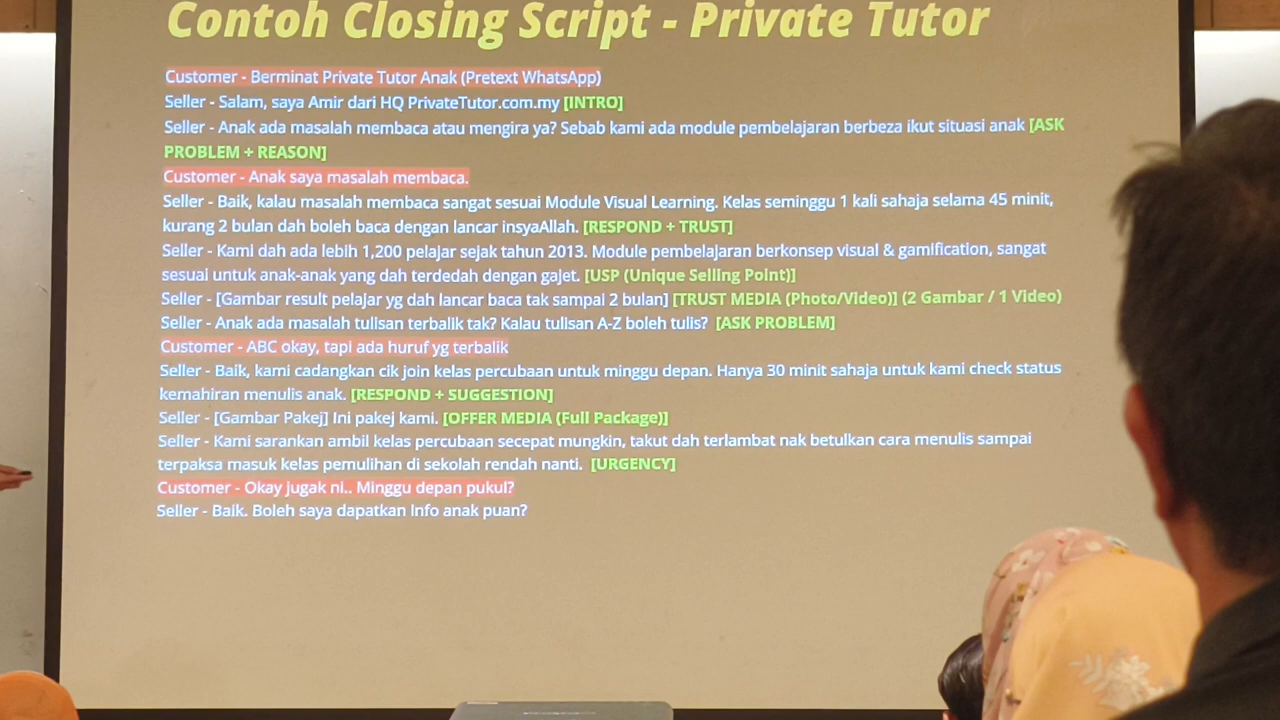 Contoh Closing Script - Private Tutor
Customer - Berminat Private Tutor Anak (Pretext WhatsApp)
Seller - Salam, saya Amir dari HQ PrivateTutor.com.my [INTRO]
Seller - Anak ada masalah membaca atau mengira ya? Sebab kami ada module pembelajaran berbeza ikut situasi anak [ASK
PROBLEM + REASON]
Customer - Anak saya masalah membaca.
Seller - Baik, kalau masalah membaca sangat sesuai Module Visual Learning. Kelas seminggu 1 kali sahaja selama 45 minit,
kurang 2 bulan dah boleh baca dengan lancar insyaAllah. [RESPOND + TRUST]
Seller - Kami dah ada lebih 1,200 pelajar sejak tahun 2013. Module pembelajaran berkonsep visual & gamification, sangat
sesuai untuk anak-anak yang dah terdedah dengan gajet. [USP (Unique Selling Point)]
Seller - [Gambar result pelajar yg dah lancar baca tak sampai 2 bulan] [TRUST MEDIA (Photo/Video)] (2 Gambar / 1 Video)
Seller - Anak ada masalah tulisan terbalik tak? Kalau tulisan A-Z boleh tulis? [ASK PROBLEM]
Customer - ABC okay, tapi ada huruf yg terbalik
Seller - Baik, kami cadangkan cik join kelas percubaan untuk minggu depan. Hanya 30 minit sahaja untuk kami check status
kemahiran menulis anak. [RESPOND + SUGGESTION]
Seller - [Gambar Pakej] Ini pakej kami. [OFFER MEDIA (Full Package)]
Seller - Kami sarankan ambil kelas percubaan secepat mungkin, takut dah terlambat nak betulkan cara menulis sampai
terpaksa masuk kelas pemulihan di sekolah rendah nanti. [URGENCY]
Customer - Okay jugak ni.. Minggu depan pukul?
Seller - Baik. Boleh saya dapatkan info anak puan?